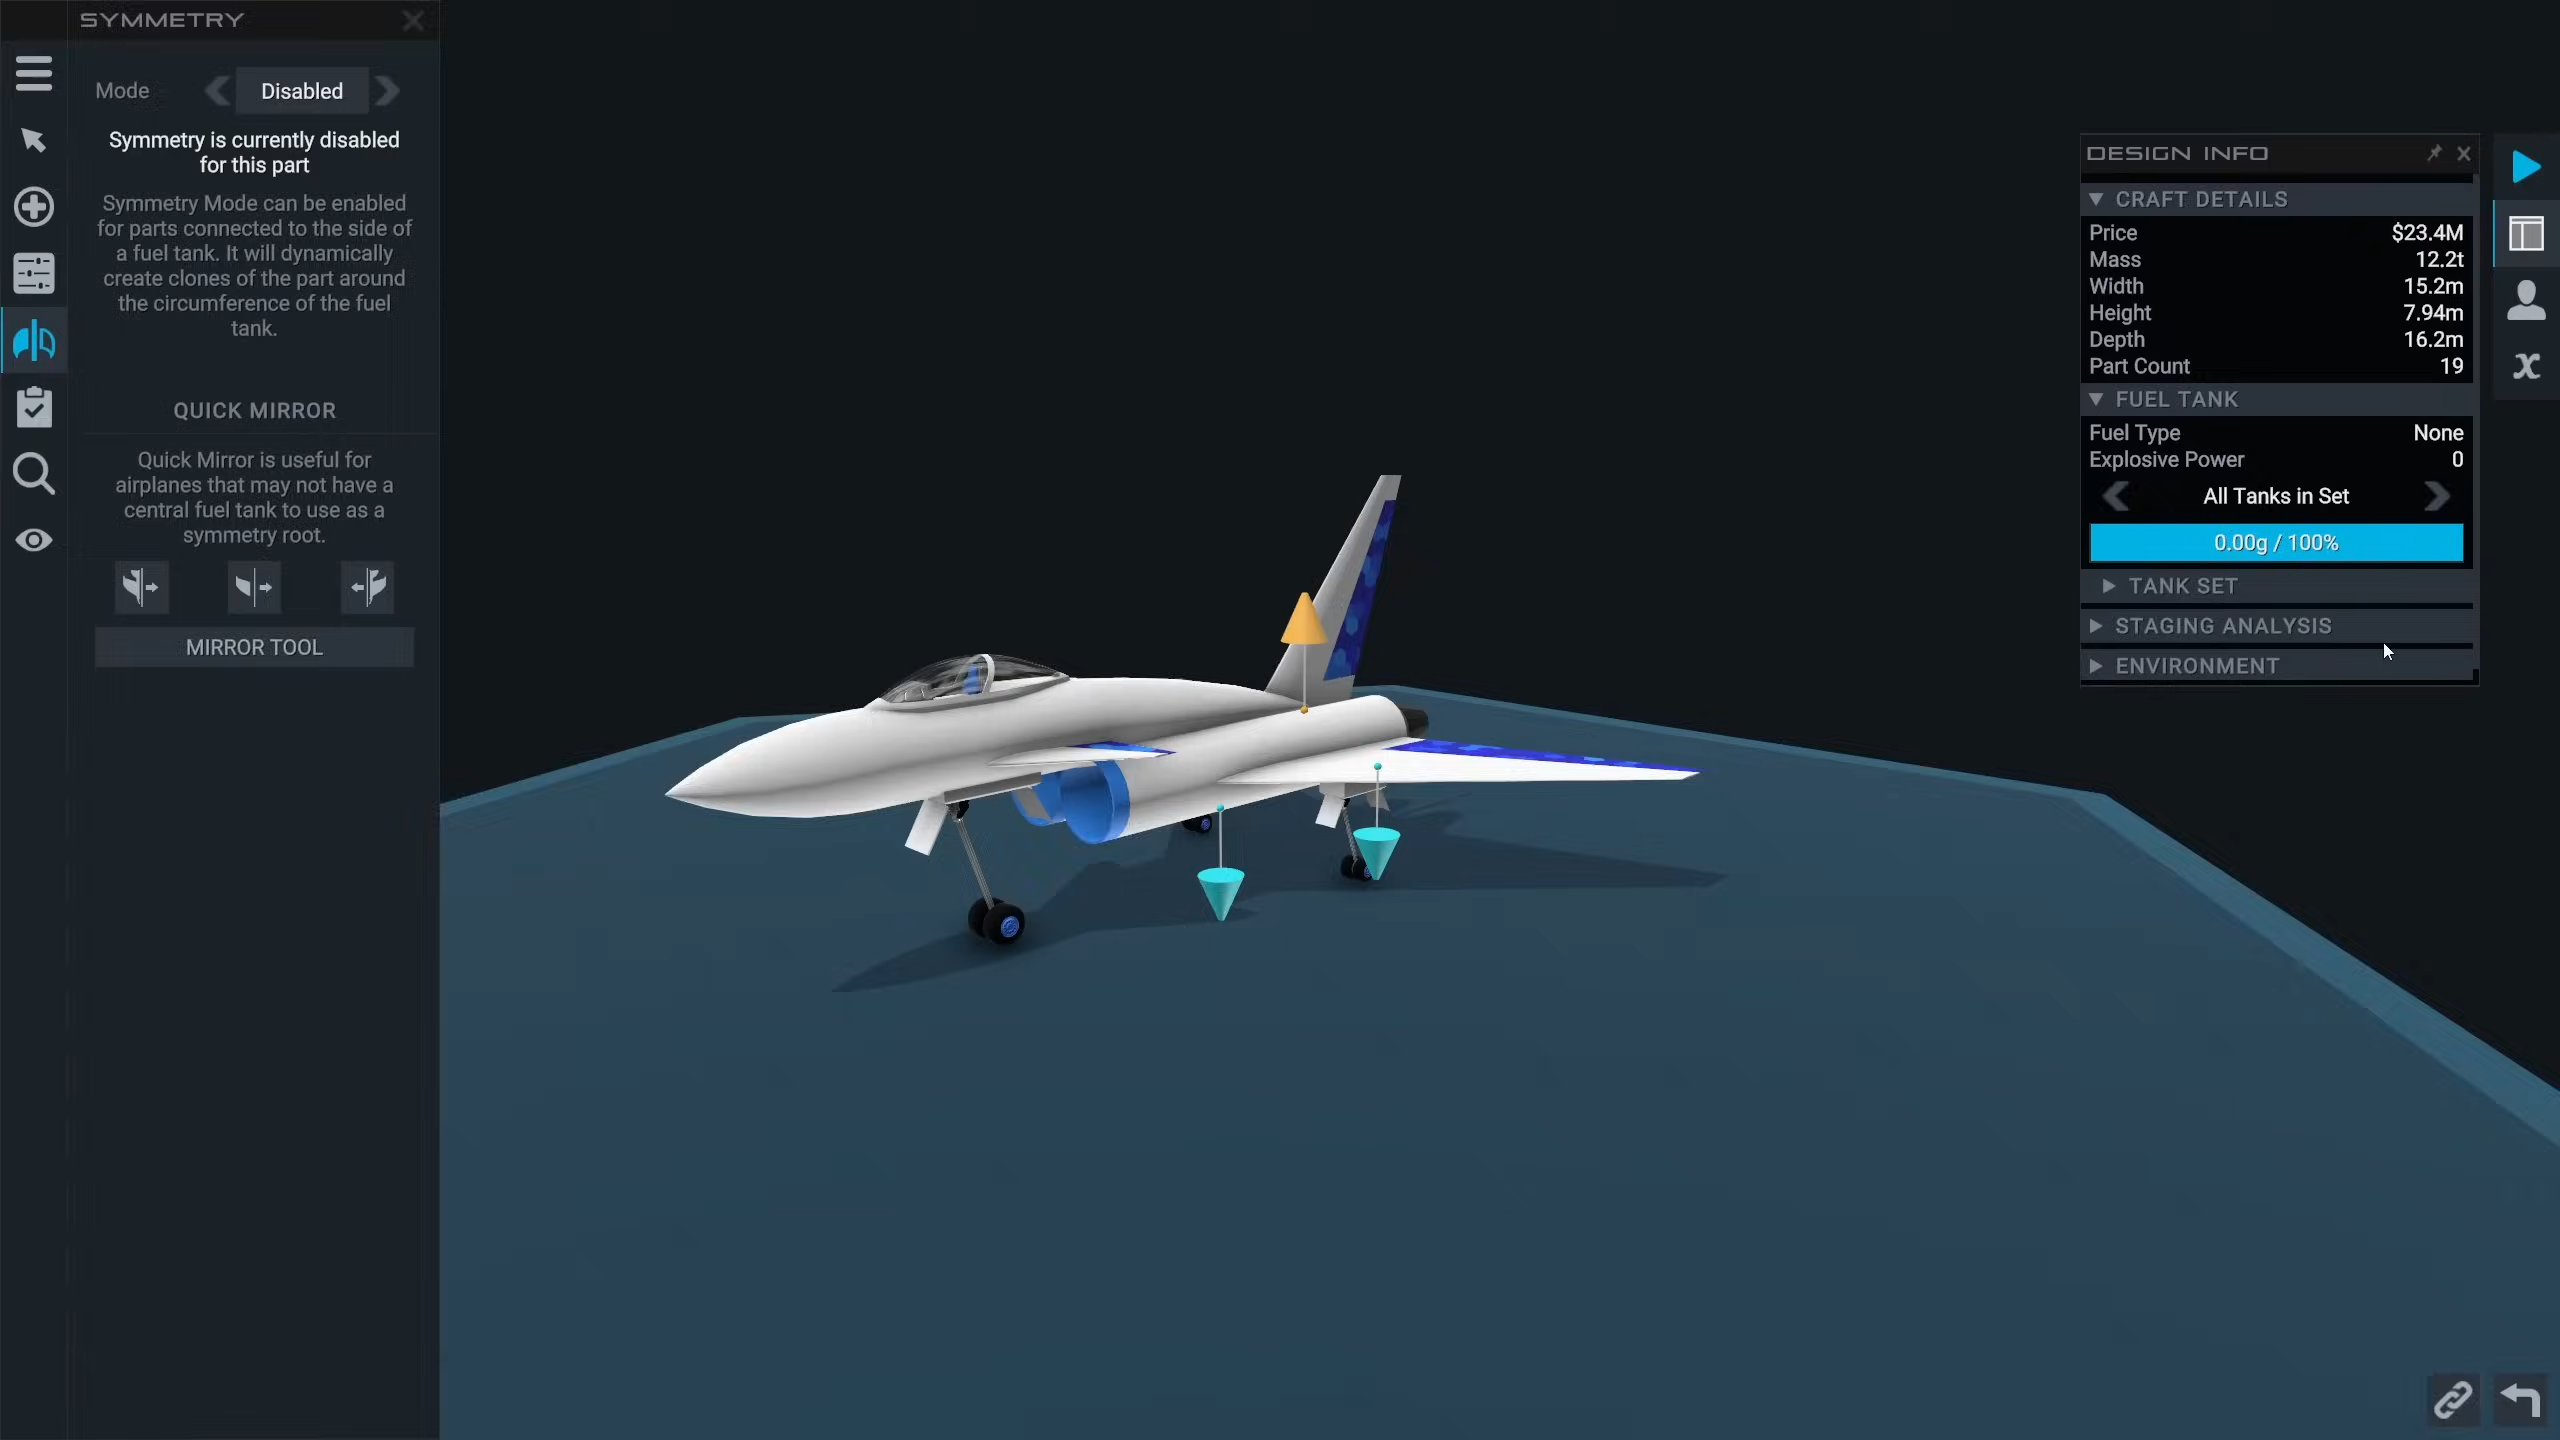 SYMMETRY
Mode
Disabled
Symmetry is currently disabled
for this part
Symmetry Mode can be enabled
for parts connected to the side of
a fuel tank. It will dynamically
create clones of the part around
the circumference of the fuel
tank.
QUICK MIRROR
Quick Mirror is useful for
airplanes that may not have a
central fuel tank to use as a
symmetry root.
MIRROR TOOL
DESIGN INFO
CRAFT DETAILS
Price $23.4M
Mass 12.2t
Width 15.2m
Height 7.94m
Depth 16.2m
Part Count 19
FUEL TANK
Fuel Type None
Explosive Power 0
All Tanks in Set
0.00g / 100%
TANK SET
STAGING ANALYSIS
ENVIRONMENT
x